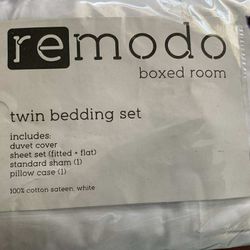 remodo
boxed room
twin bedding set
includes:
duvet cover
sheet set (fitted + flat)
standard sham (1)
pillow case (1)
100% cotton sateen, white